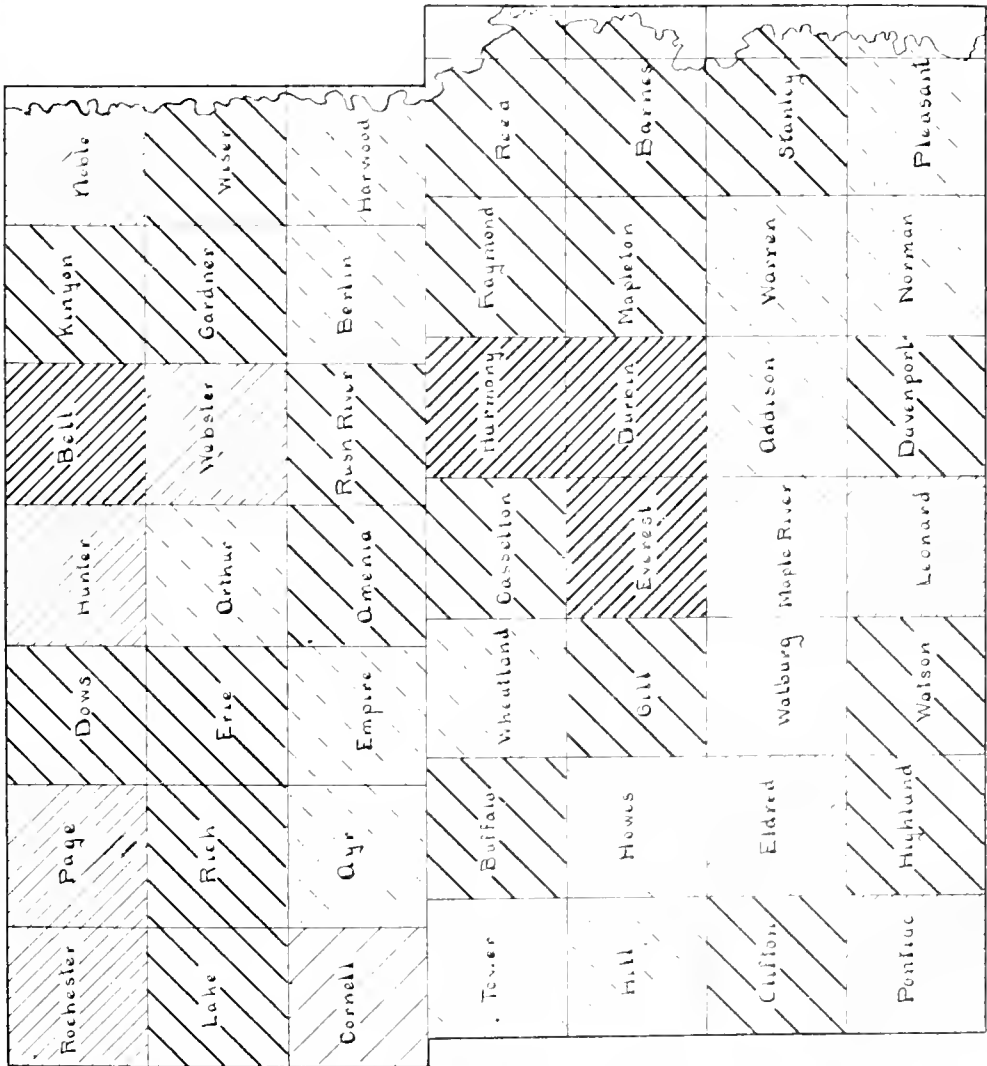 Rochester
Page
Dows
Hunter
Bell
Kinyon
Noble
Lake
Rich
Erie
Arthur
Webster
Gardner
Wiser
Cornell
Ayr
Empire
Amenia
Rush River
Berlin
Harwood
Tower
Buffalo
Wheatland
Casselton
Harmony
Raymond
Reed
Hill
Howes
Gill
Everest
Durbin
Mapleton
Barnes
Clifton
Eldred
Walburg
Maple River
Addison
Warren
Stanley
Pontiac
Highland
Watson
Leonard
Davenport
Norman
Pleasant